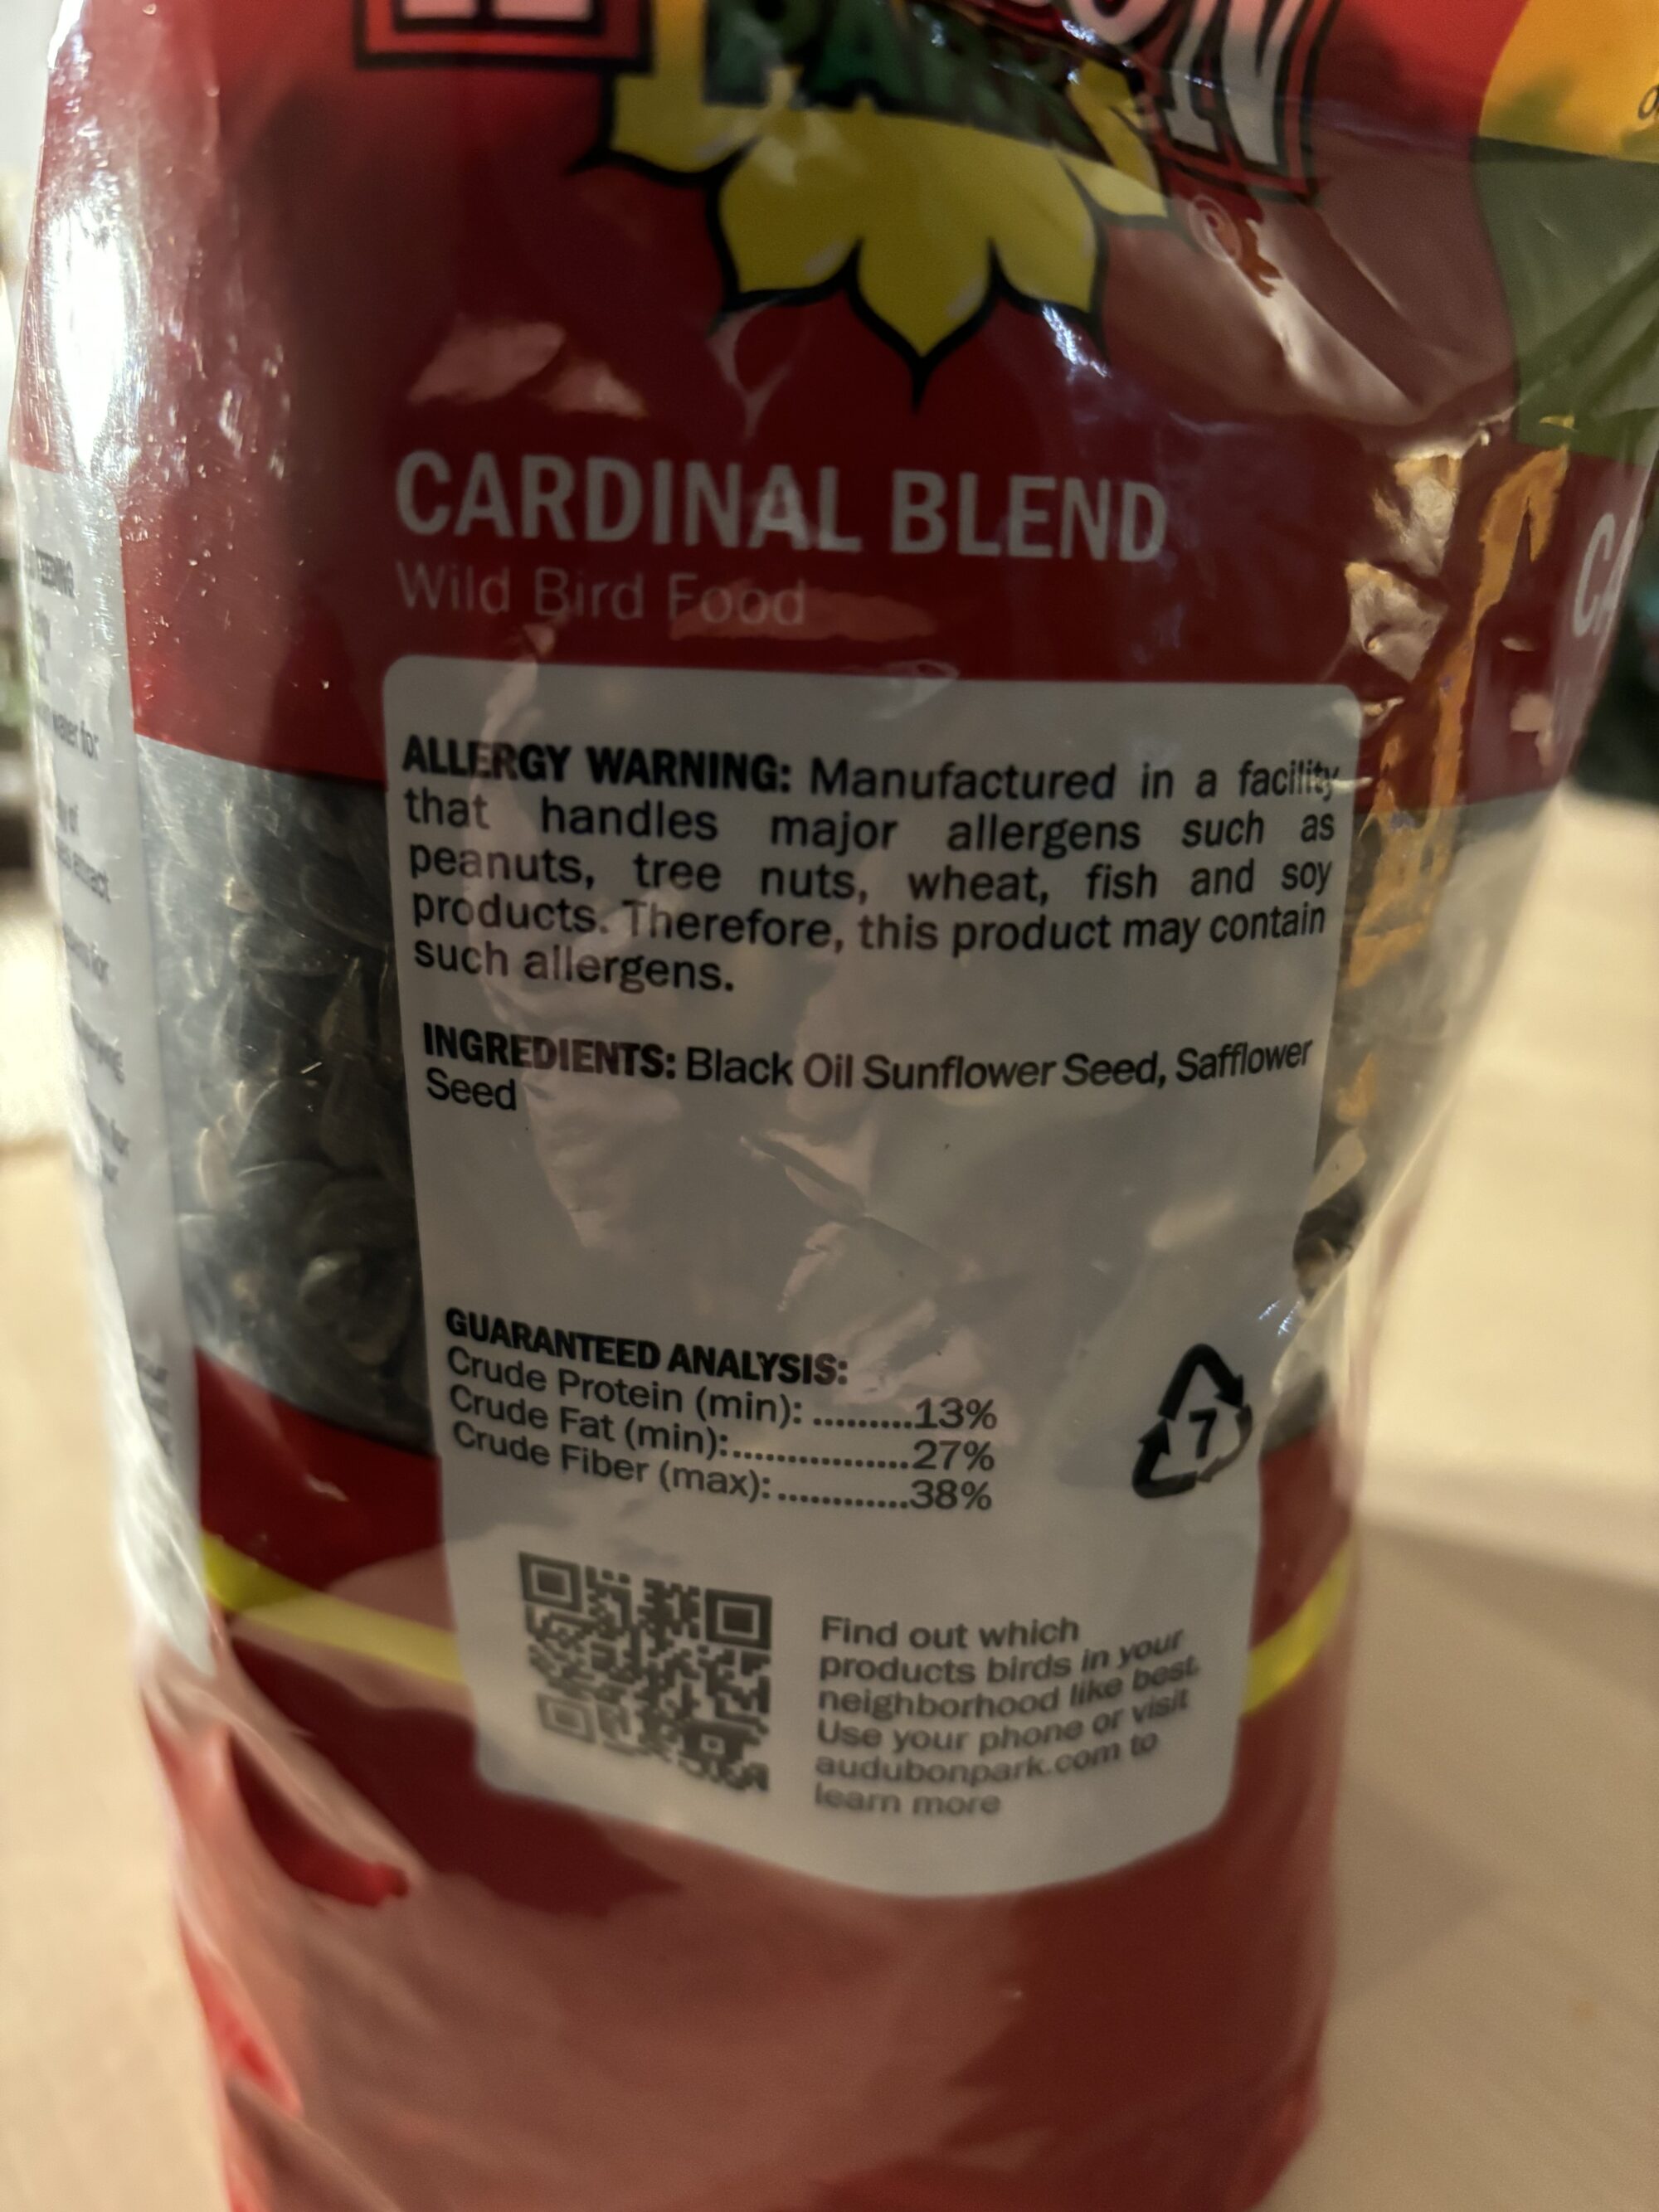 PARK
CARDINAL BLEND
Wild Bird Food
ALLERGY WARNING: Manufactured in a facility
that handles major allergens such as
peanuts, tree nuts, wheat, fish and soy
products. Therefore, this product may contain
such allergens.
INGREDIENTS: Black Oil Sunflower Seed, Safflower
Seed
GUARANTEED ANALYSIS:
Crude Protein (min): .........13%
Crude Fat (min):.................27%
Crude Fiber (max): ............38%
7
Find out which
products birds in your
neighborhood like best.
Use your phone or visit
audubonpark.com to
learn more
water for